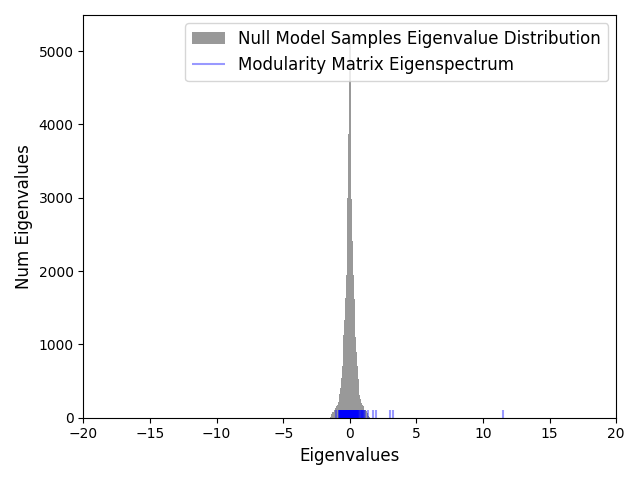 Null Model Samples Eigenvalue Distribution
Modularity Matrix Eigenspectrum
Num Eigenvalues
5000
4000
3000
2000
1000
0
−20 −15 −10 −5 0 5 10 15 20
Eigenvalues